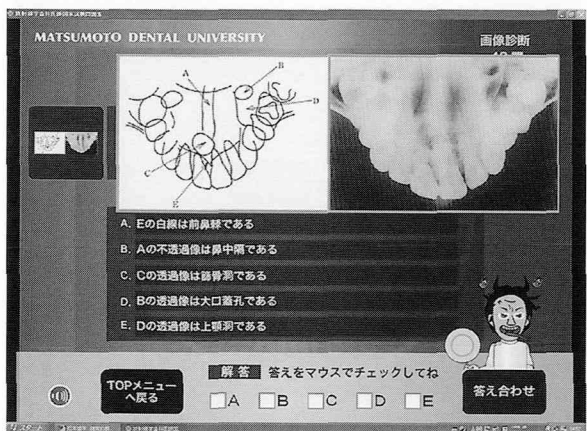 MATSUMOTO DENTAL UNIVERSITY
画像診断
A
B
D
C
E
A. Eの白線は前鼻棘である
B. Aの不透過像は鼻中隔である
C. Cの透過像は篩骨洞である
D. Bの透過像は大口蓋孔である
E. Dの透過像は上顎洞である
解答 答えをマウスでチェックしてね
TOPメニュー
へ戻る
A B C D E
答え合わせ